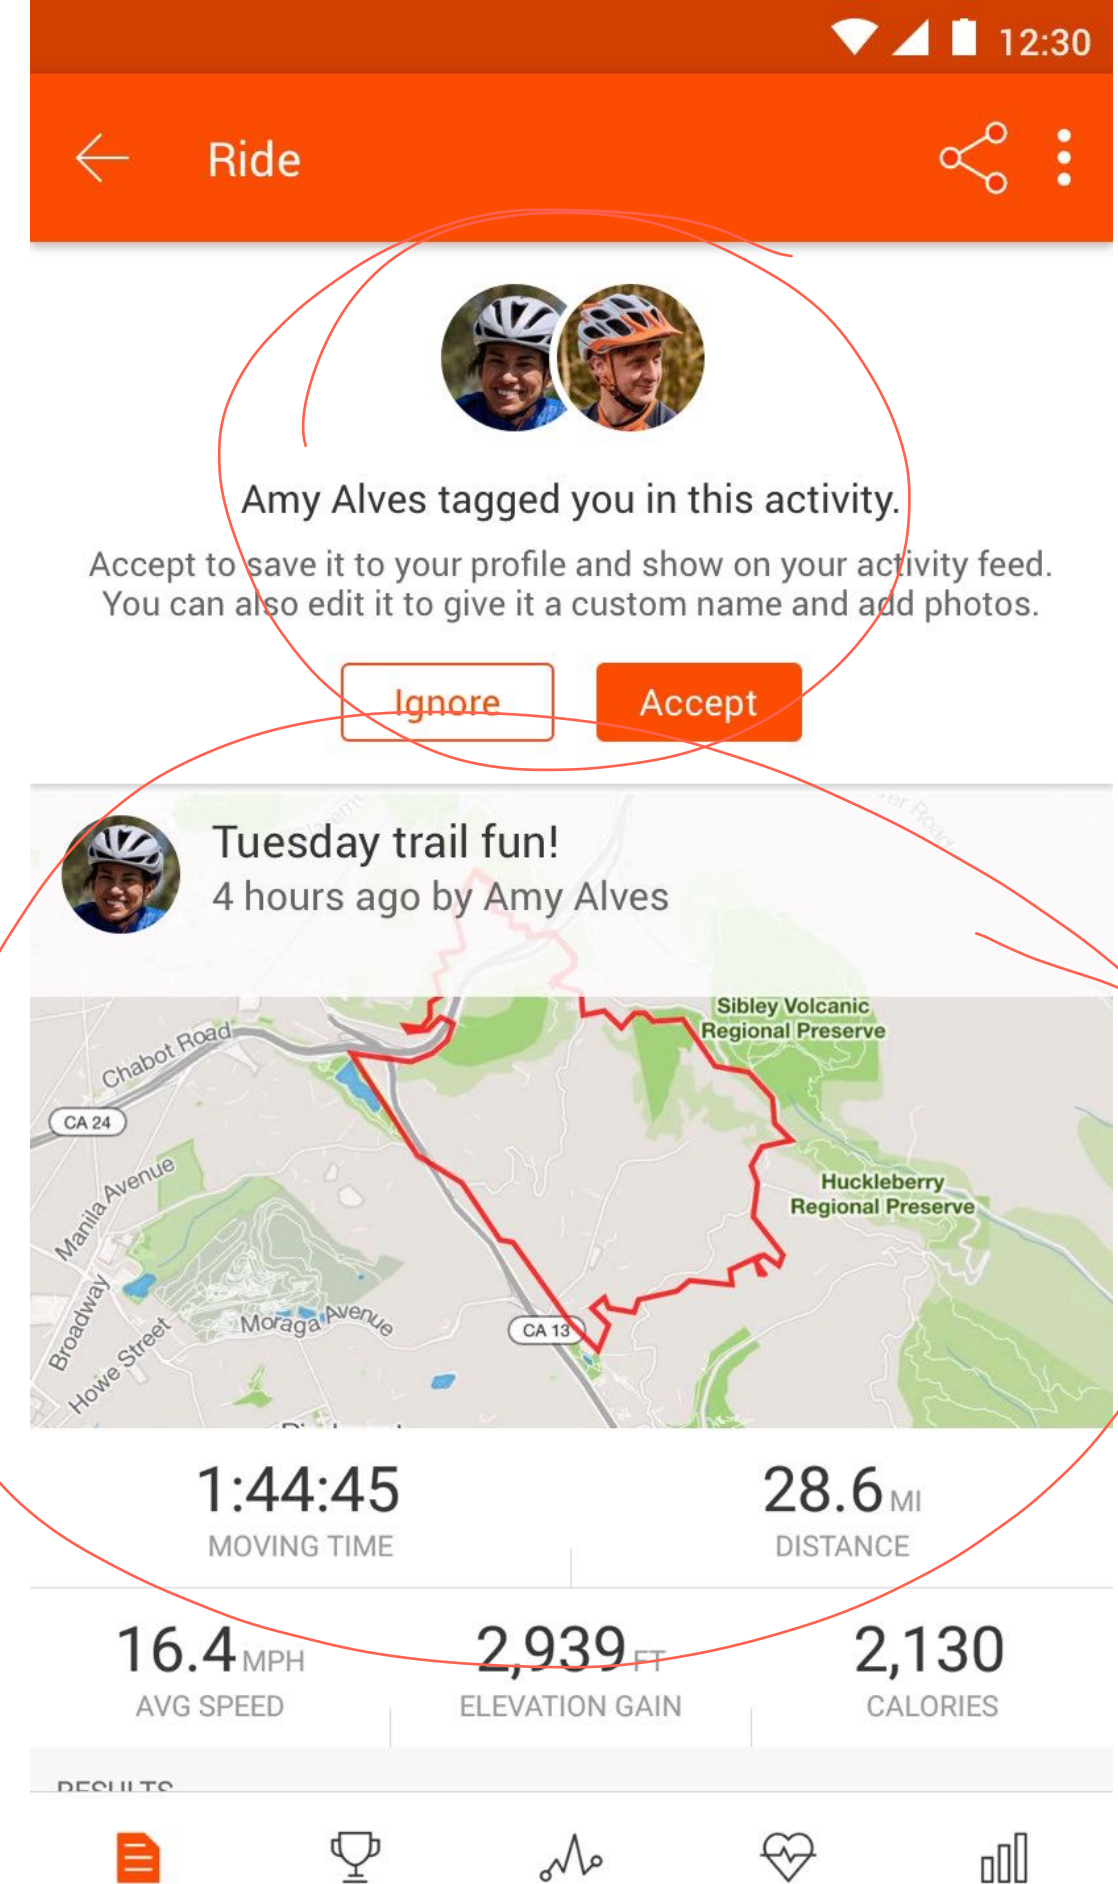 12:30
Ride
Amy Alves tagged you in this activity.
Accept to save it to your profile and show on your activity feed.
You can also edit it to give it a custom name and add photos.
Ignore
Accept
Tuesday trail fun!
4 hours ago by Amy Alves
Sibley Volcanic
Regional Preserve
Chabot Road
CA 24
Manila Avenue
Huckleberry
Regional Preserve
Broadway
Howe Street
Moraga Avenue
CA 13
1:44:45
MOVING TIME
28.6 MI
DISTANCE
16.4 MPH
AVG SPEED
2,939 FT
ELEVATION GAIN
2,130
CALORIES
RESULTS